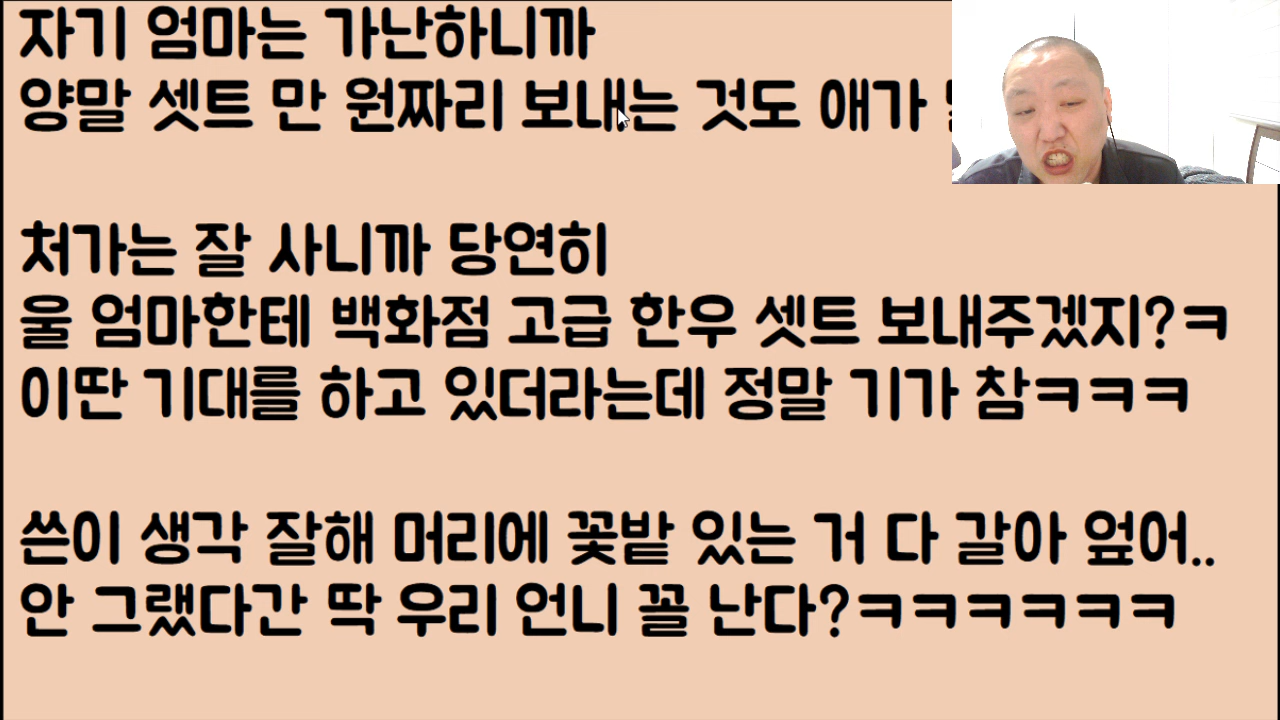 자기 엄마는 가난하니까
양말 셋트 만 원짜리 보내는 것도 애가
처가는 잘 사니까 당연히
울 엄마한테 백화점 고급 한우 셋트 보내주겠지?ㅋ
이딴 기대를 하고 있더라는데 정말 기가 참ㅋㅋㅋ
쓴이 생각 잘해 머리에 꽃밭 있는 거 다 갈아 엎어..
안 그랬다간 딱 우리 언니 꼴 난다?ㅋㅋㅋㅋㅋㅋ